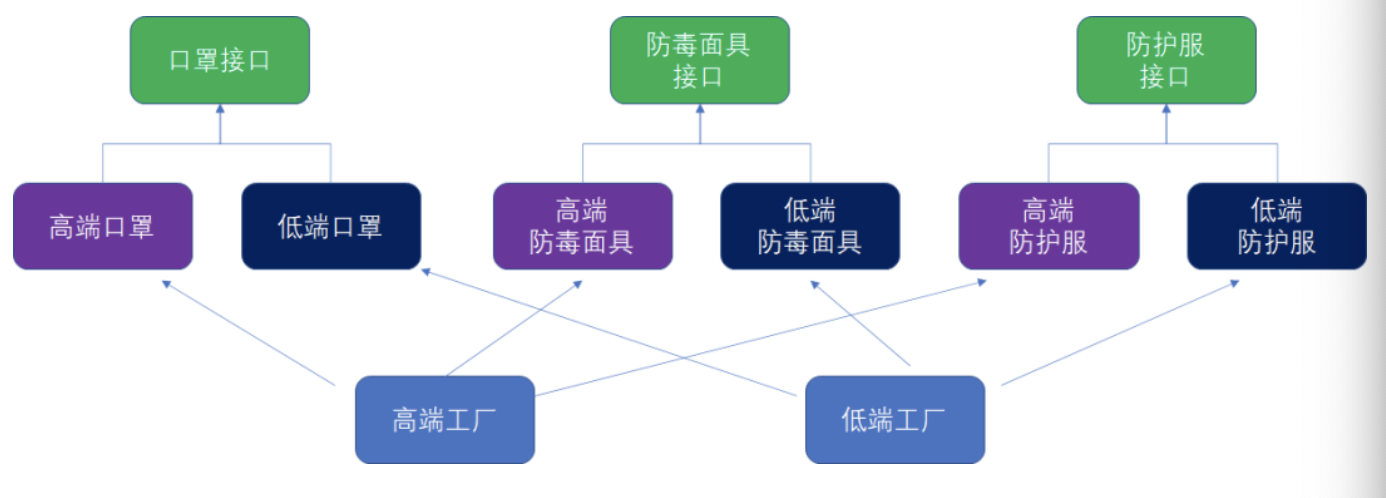 口罩接口
防毒面具
接口
防护服
接口
高端口罩
低端口罩
高端
防毒面具
低端
防毒面具
高端
防护服
低端
防护服
高端工厂
低端工厂